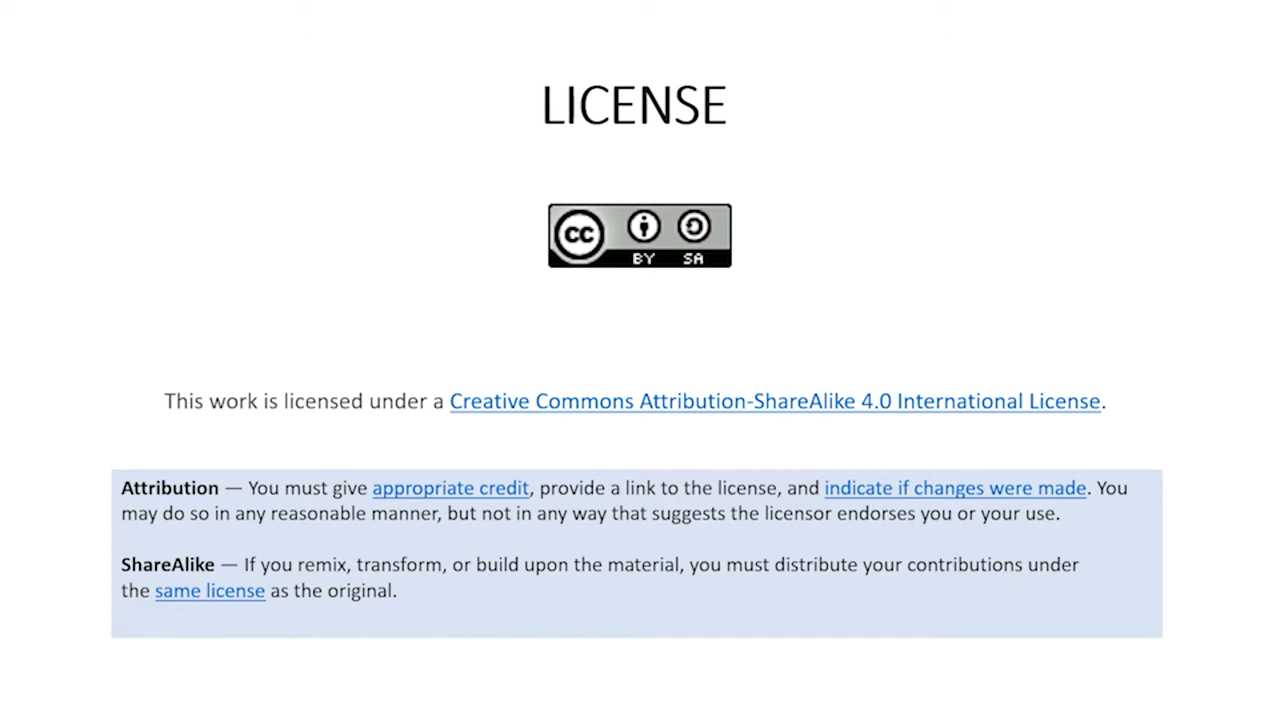 LICENSE
cc
BY SA
This work is licensed under a Creative Commons Attribution-ShareAlike 4.0 International License.
Attribution — You must give appropriate credit, provide a link to the license, and indicate if changes were made. You
may do so in any reasonable manner, but not in any way that suggests the licensor endorses you or your use.
ShareAlike — If you remix, transform, or build upon the material, you must distribute your contributions under
the same license as the original.